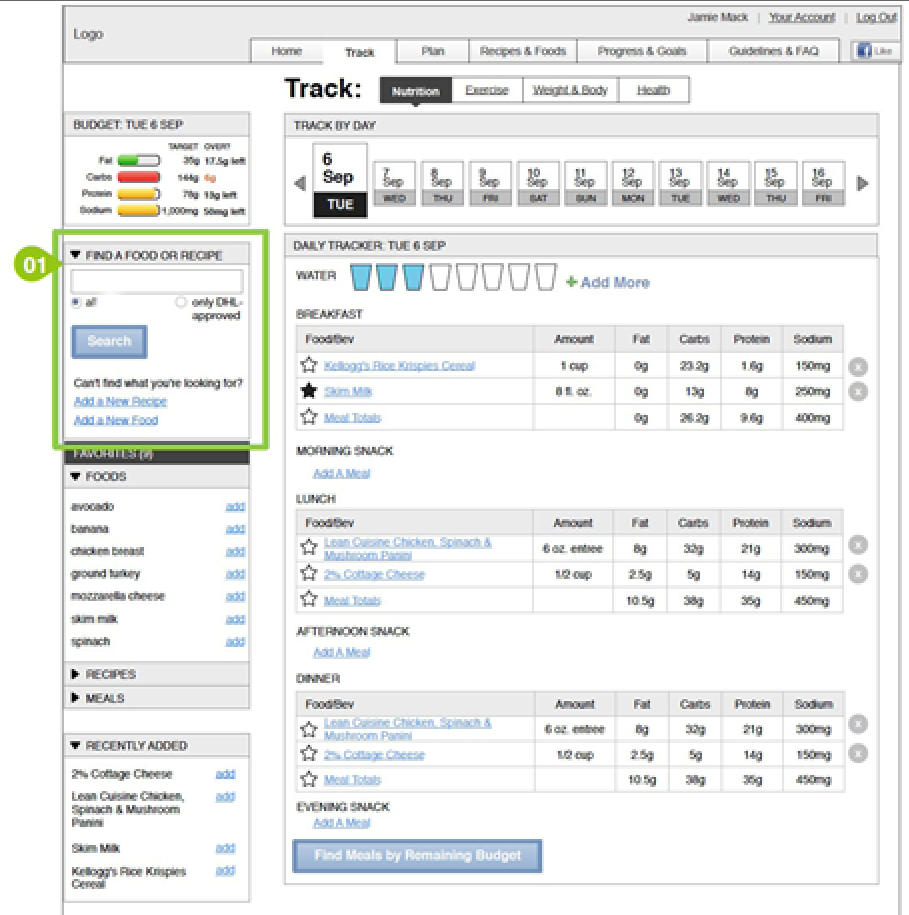 Jamie Mack | Your Account | Log Out
Logo
Home Track Plan Recipes & Foods Progress & Goals Guidelines & FAQ Like
Track: Nutrition Exercise Weight & Body Health
BUDGET: TUE 6 SEP
TARGET OVER?
Fat 35g 17.5g left
Carbs 144g 6g
Protein 78g 13g left
Sodium 1,000mg 50mg left
TRACK BY DAY
6 Sep TUE
7 Sep WED
8 Sep THU
9 Sep FRI
10 Sep SAT
11 Sep SUN
12 Sep MON
13 Sep TUE
14 Sep WED
15 Sep THU
16 Sep FRI
01
FIND A FOOD OR RECIPE
all only DHL-
approved
Search
Can't find what you're looking for?
Add a New Recipe
Add a New Food
FAVORITES (9)
FOODS
avocado add
banana add
chicken breast add
ground turkey add
mozzarella cheese add
skim milk add
spinach add
RECIPES
MEALS
RECENTLY ADDED
2% Cottage Cheese add
Lean Cuisine Chicken, add
Spinach & Mushroom
Panini
Skim Milk add
Kellogg's Rice Krispies add
Cereal
DAILY TRACKER: TUE 6 SEP
WATER + Add More
BREAKFAST
Food/Bev Amount Fat Carbs Protein Sodium
Kellogg's Rice Krispies Cereal 1 cup 0g 23.2g 1.6g 150mg x
Skim Milk 8 fl. oz. 0g 13g 8g 250mg x
Meal Totals 0g 26.2g 9.6g 400mg
MORNING SNACK
Add A Meal
LUNCH
Food/Bev Amount Fat Carbs Protein Sodium
Lean Cuisine Chicken, Spinach &
Mushroom Panini 6 oz. entree 8g 32g 21g 300mg x
2% Cottage Cheese 1/2 cup 2.5g 5g 14g 150mg x
Meal Totals 10.5g 38g 35g 450mg
AFTERNOON SNACK
Add A Meal
DINNER
Food/Bev Amount Fat Carbs Protein Sodium
Lean Cuisine Chicken, Spinach &
Mushroom Panini 6 oz. entree 8g 32g 21g 300mg x
2% Cottage Cheese 1/2 cup 2.5g 5g 14g 150mg x
Meal Totals 10.5g 38g 35g 450mg
EVENING SNACK
Add A Meal
Find Meals by Remaining Budget